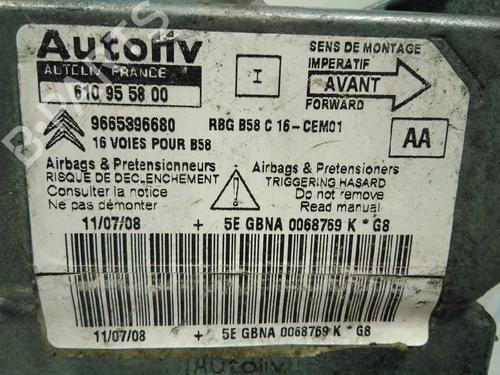 Autoliv
AUTOLIV FRANCE
610 95 58 00
I
SENS DE MONTAGE
IMPERATIF
AVANT
FORWARD
9665396680
RBG B58 C 16-CEM01
16 VOIES POUR B58
AA
Airbags & Pretensionneurs
RISQUE DE DECLENCHEMENT
Consulter la notice
Ne pas démonter
!
Airbags & Pretensioners
TRIGGERING HASARD
Do not remove
Read manual
11/07/08 + 5E GBNA 0068769 K * G8
11/07/08 + 5E GBNA 0068769 K * G8
Autoliv